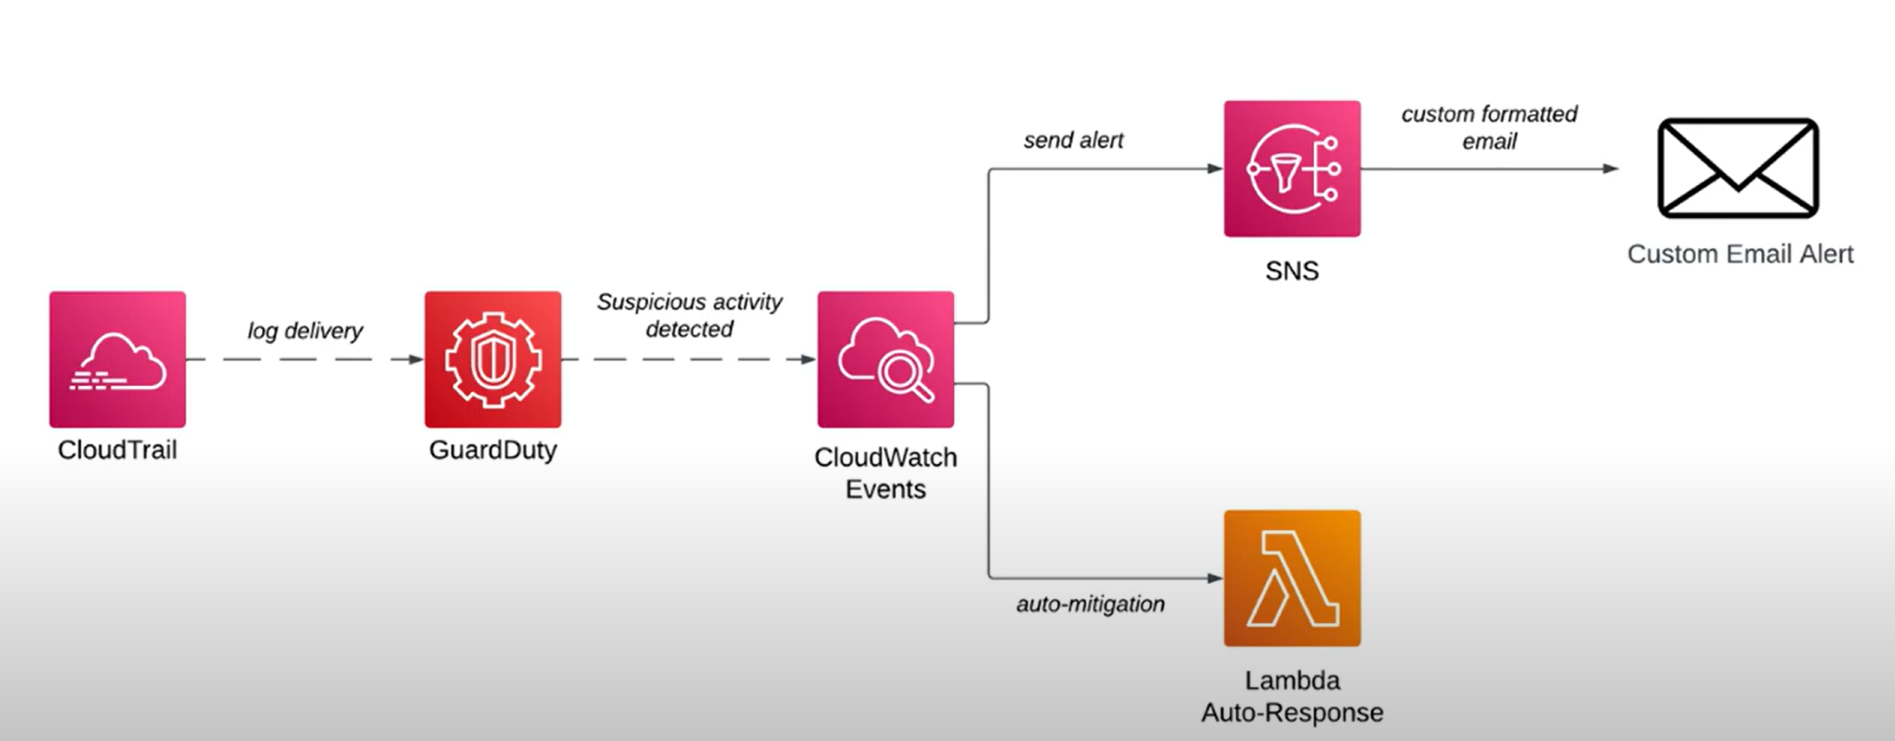 custom formatted
email
send alert
Custom Email Alert
SNS
Suspicious activity
detected
log delivery
CloudTrail
GuardDuty
CloudWatch
Events
auto-mitigation
Lambda
Auto-Response